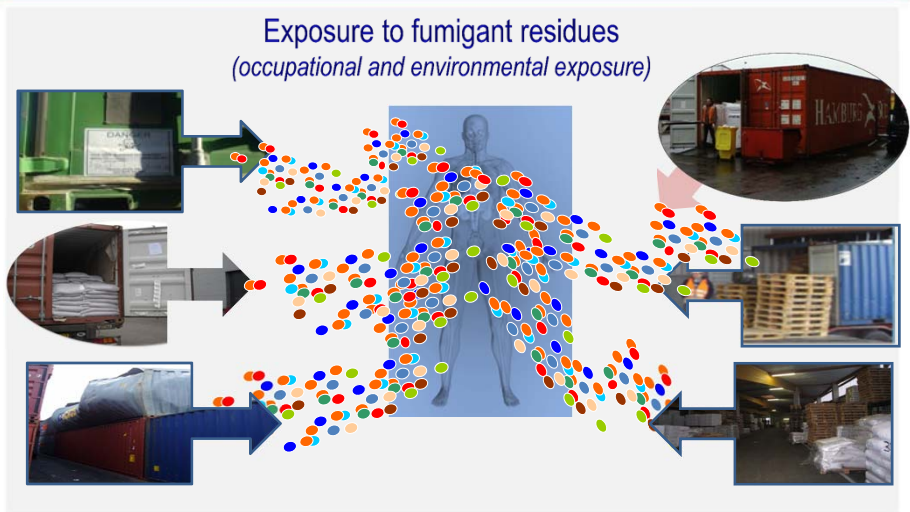 Exposure to fumigant residues
(occupational and environmental exposure)
DANGER
HAMBURG